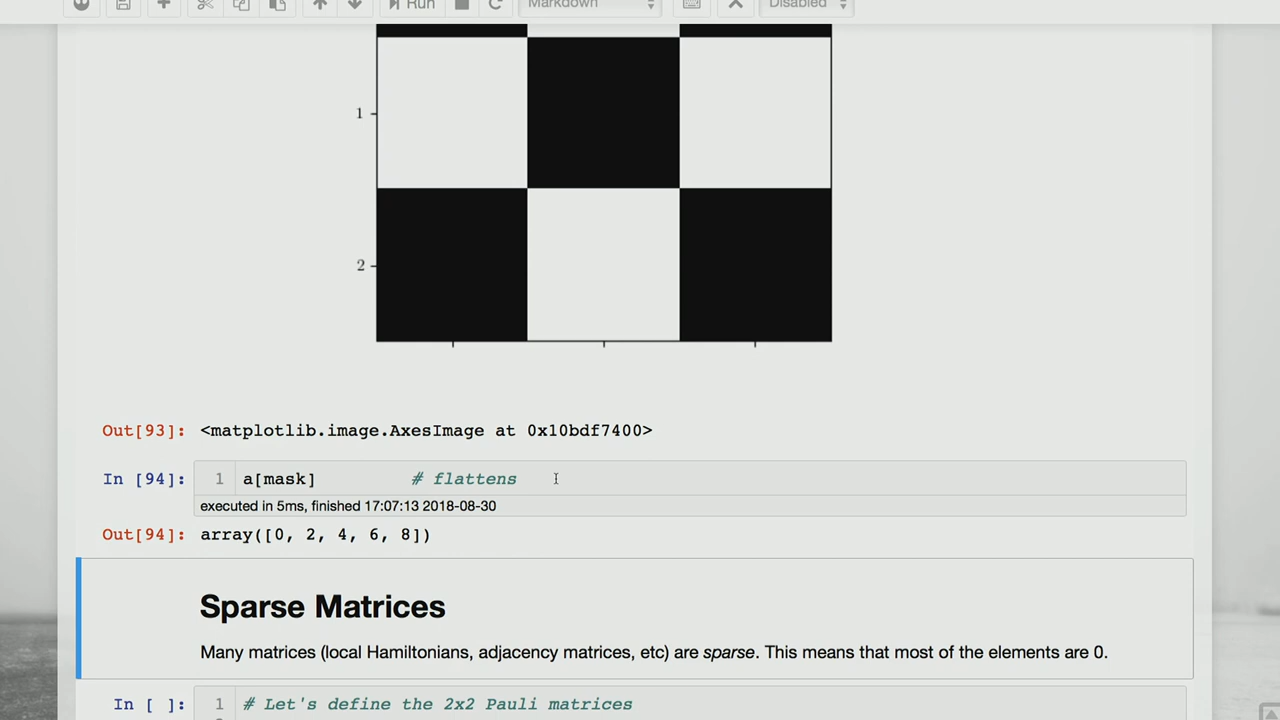 Run
Markdown
Disabled
1
2
Out[93]: <matplotlib.image.AxesImage at 0x10bdf7400>
In [94]: 1 a[mask] # flattens
executed in 5ms, finished 17:07:13 2018-08-30
Out[94]: array([0, 2, 4, 6, 8])
Sparse Matrices
Many matrices (local Hamiltonians, adjacency matrices, etc) are sparse. This means that most of the elements are 0.
In [ ]: 1 # Let's define the 2x2 Pauli matrices